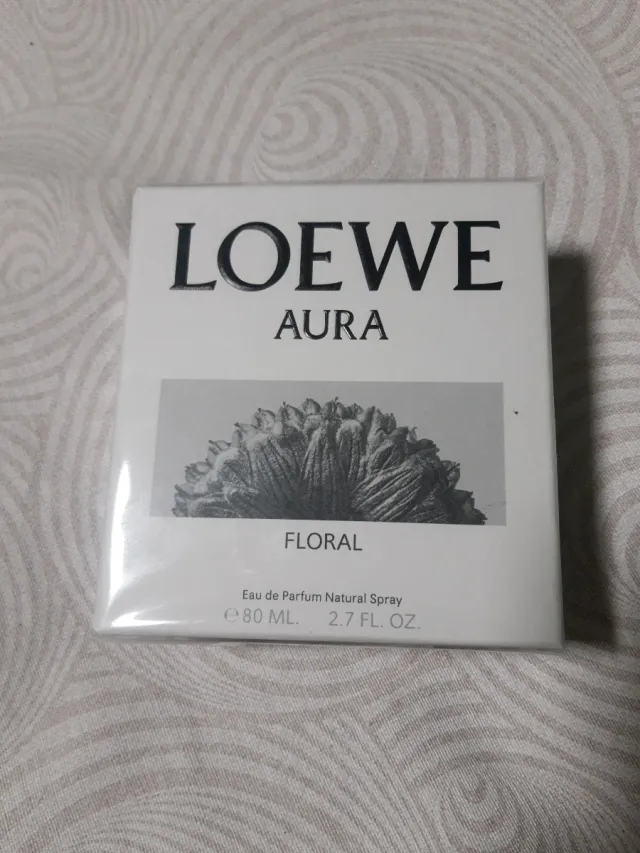 LOEWE
AURA
FLORAL
Eau de Parfum Natural Spray
℮80 ML. 2.7 FL. OZ.